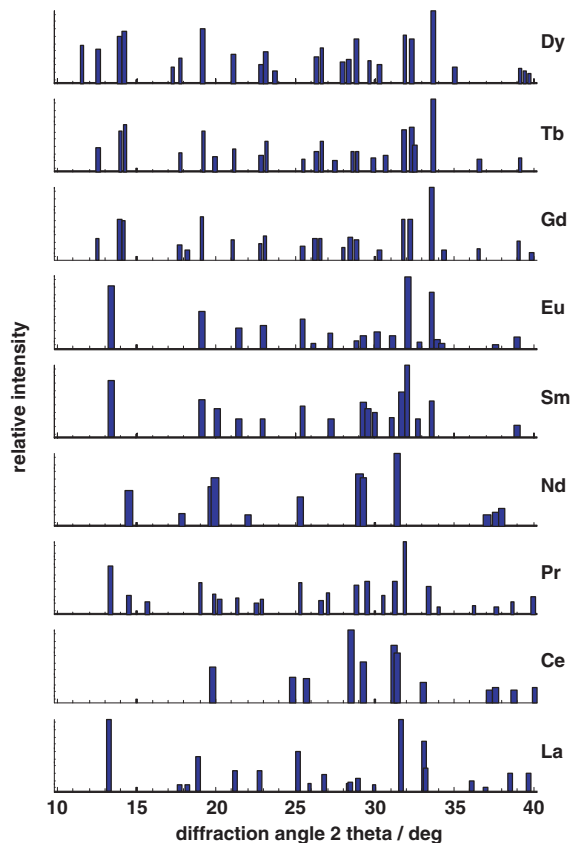 Dy
Tb
Gd
Eu
Sm
Nd
Pr
Ce
La
relative intensity
10 15 20 25 30 35 40
diffraction angle 2 theta / deg